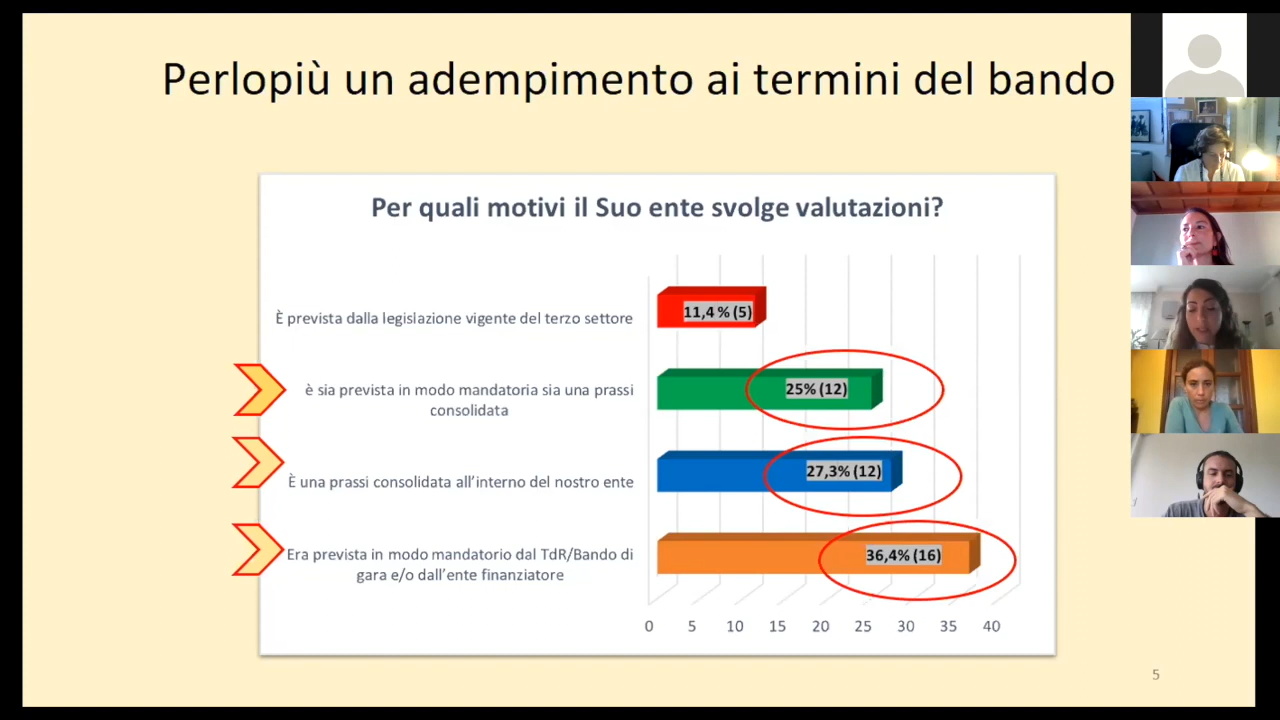 Perlopiù un adempimento ai termini del bando
Per quali motivi il Suo ente svolge valutazioni?
È prevista dalla legislazione vigente del terzo settore
11,4 % (5)
è sia prevista in modo mandatoria sia una prassi
consolidata
25% (12)
È una prassi consolidata all'interno del nostro ente
27,3% (12)
Era prevista in modo mandatorio dal TdR/Bando di
gara e/o dall'ente finanziatore
36,4% (16)
0 5 10 15 20 25 30 35 40
5